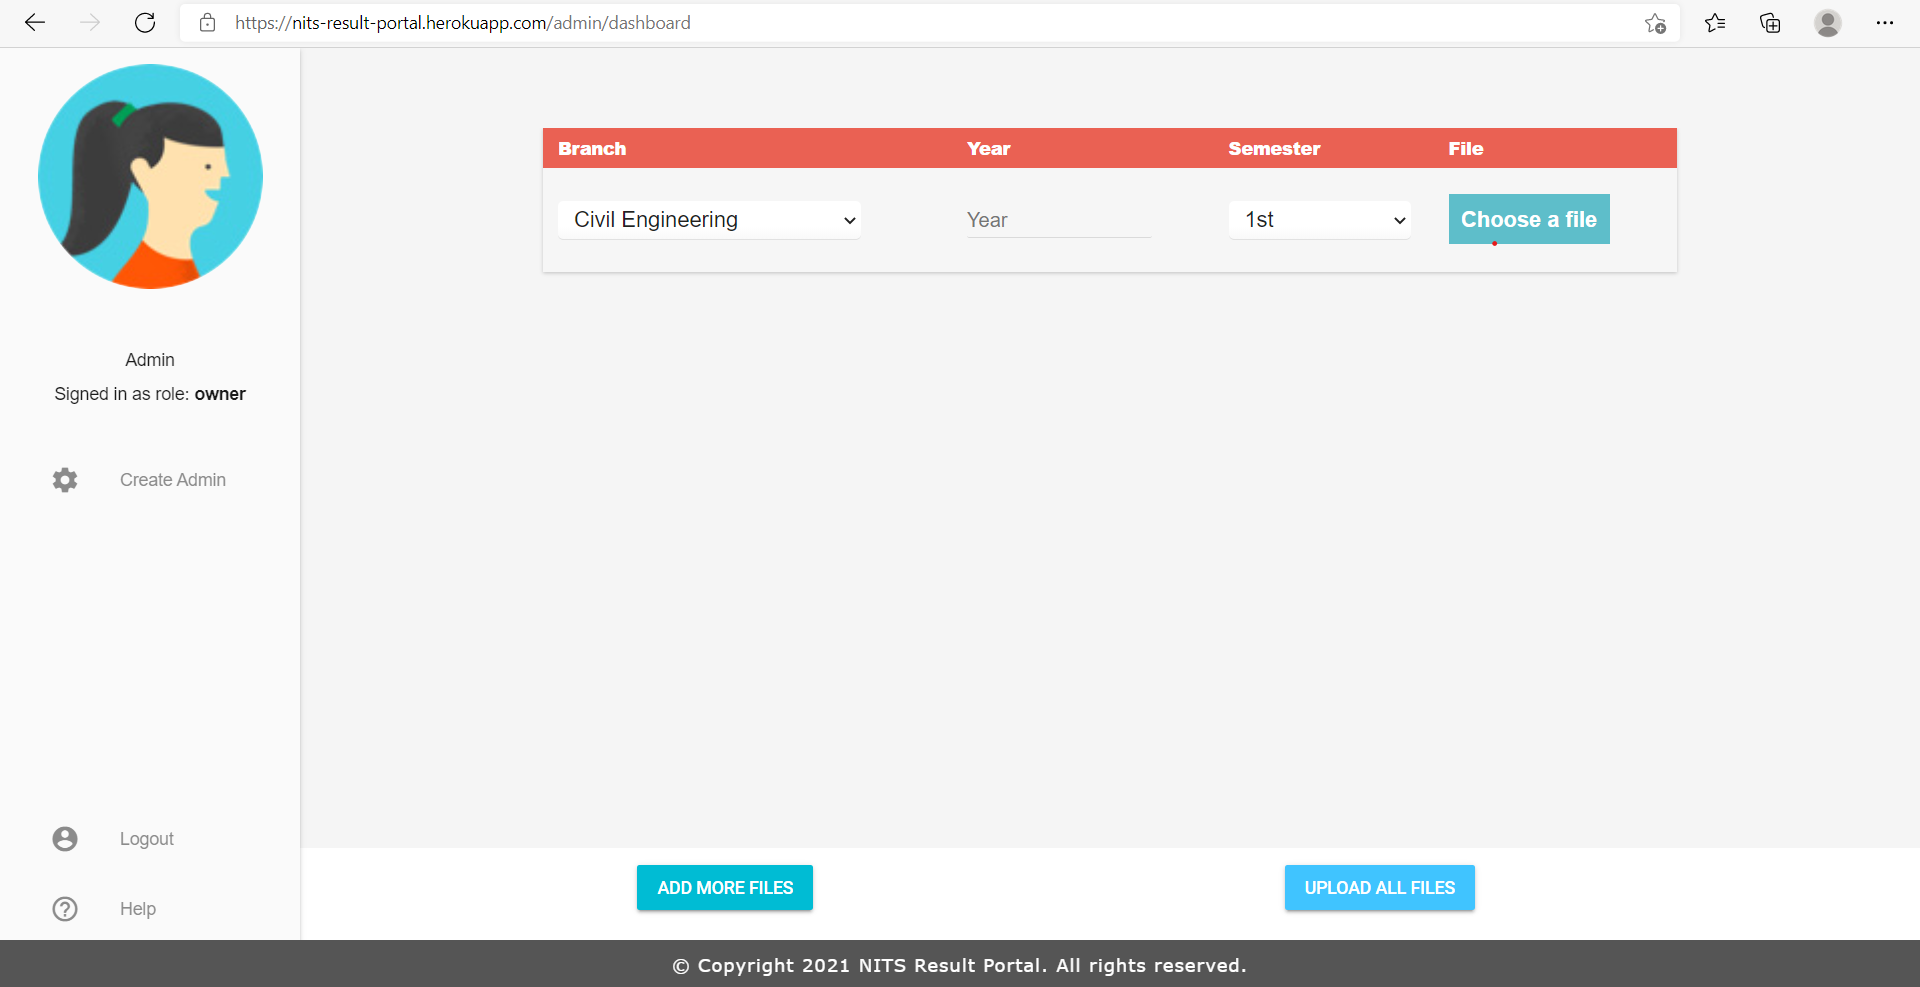 https://nits-result-portal.herokuapp.com/admin/dashboard
Admin
Signed in as role: owner
Create Admin
Logout
Help
Branch Year Semester File
Civil Engineering Year 1st Choose a file
ADD MORE FILES UPLOAD ALL FILES
© Copyright 2021 NITS Result Portal. All rights reserved.